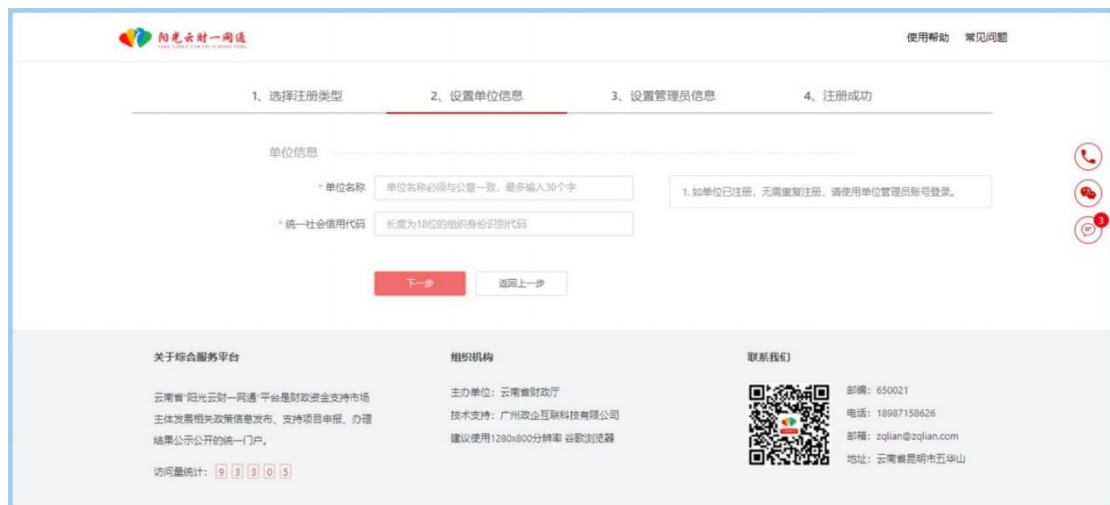 阳光云财一网通
使用帮助 常见问题
1、选择注册类型 2、设置单位信息 3、设置管理员信息 4、注册成功
单位信息
* 单位名称 单位名称必须与公章一致，最多输入30个字
1. 如单位已注册，无需重复注册，请使用单位管理员账号登录。
* 统一社会信用代码 长度为18位的组织身份识别代码
3
下一步 返回上一步
关于综合服务平台
云南省“阳光云财一网通”平台是财政资金支持市场
主体发展相关政策信息发布、支持项目申报、办理
结果公示公开的统一门户。
访问量统计： 9 3 3 0 5
组织机构
主办单位：云南省财政厅
技术支持：广州政企互联科技有限公司
建议使用1280x800分辨率 谷歌浏览器
联系我们
邮编：650021
电话：18987158626
邮箱：zqlian@zqlian.com
地址：云南省昆明市五华山